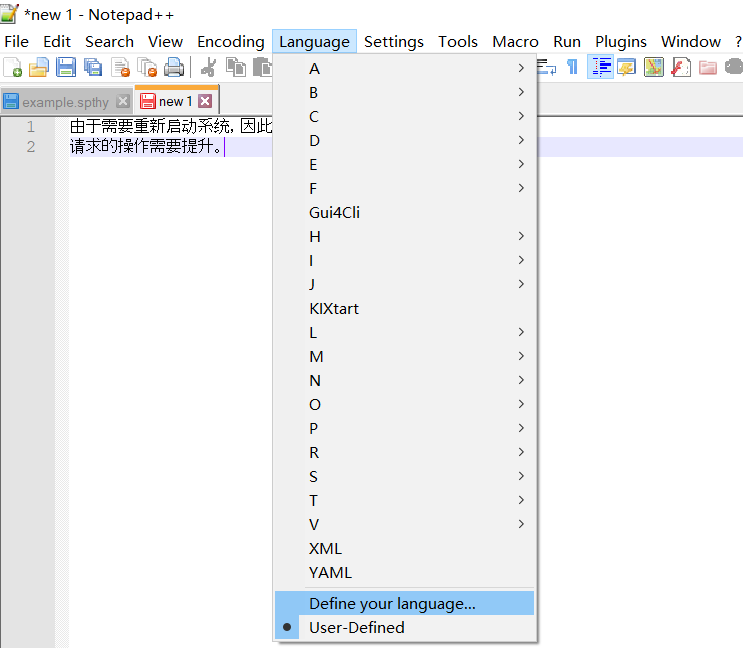 *new 1 - Notepad++
File Edit Search View Encoding Language Settings Tools Macro Run Plugins Window ?
example.spthy new 1
1 由于需要重新启动系统, 因此
2 请求的操作需要提升。
A
B
C
D
E
F
Gui4Cli
H
I
J
KIXtart
L
M
N
O
P
R
S
T
V
XML
YAML
Define your language...
User-Defined